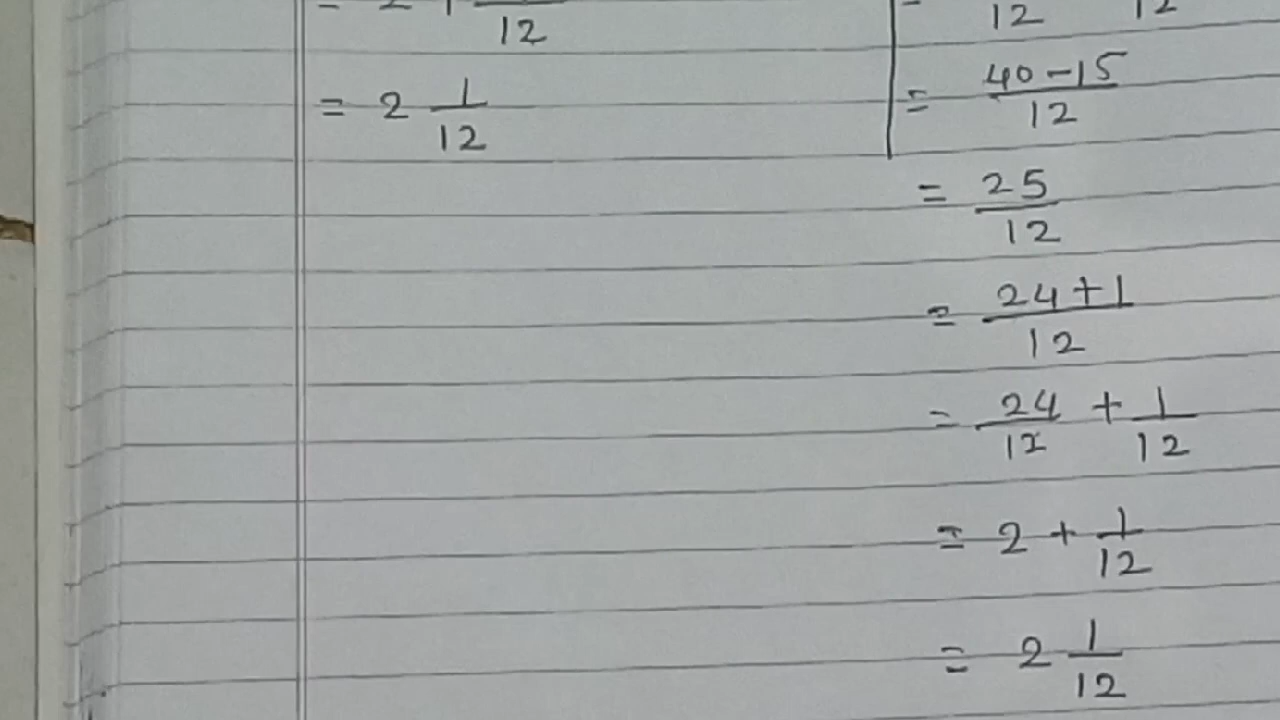 = 2 + /12
= 2 1/12
= /12 /12
= 40-15/12
= 25/12
= 24+1/12
= 24/12 + 1/12
= 2 + 1/12
= 2 1/12